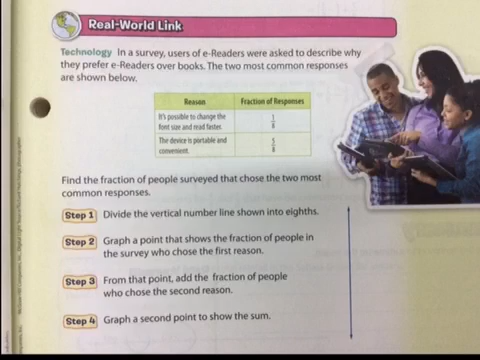 Real-World Link
Technology In a survey, users of e-Readers were asked to describe why
they prefer e-Readers over books. The two most common responses
are shown below.
Reason Fraction of Responses
It's possible to change the
font size and read faster.
1/8
The device is portable and
convenient.
5/8
Find the fraction of people surveyed that chose the two most
common responses.
Step 1 Divide the vertical number line shown into eighths.
Step 2 Graph a point that shows the fraction of people in
the survey who chose the first reason.
Step 3 From that point, add the fraction of people
who chose the second reason.
Step 4 Graph a second point to show the sum.